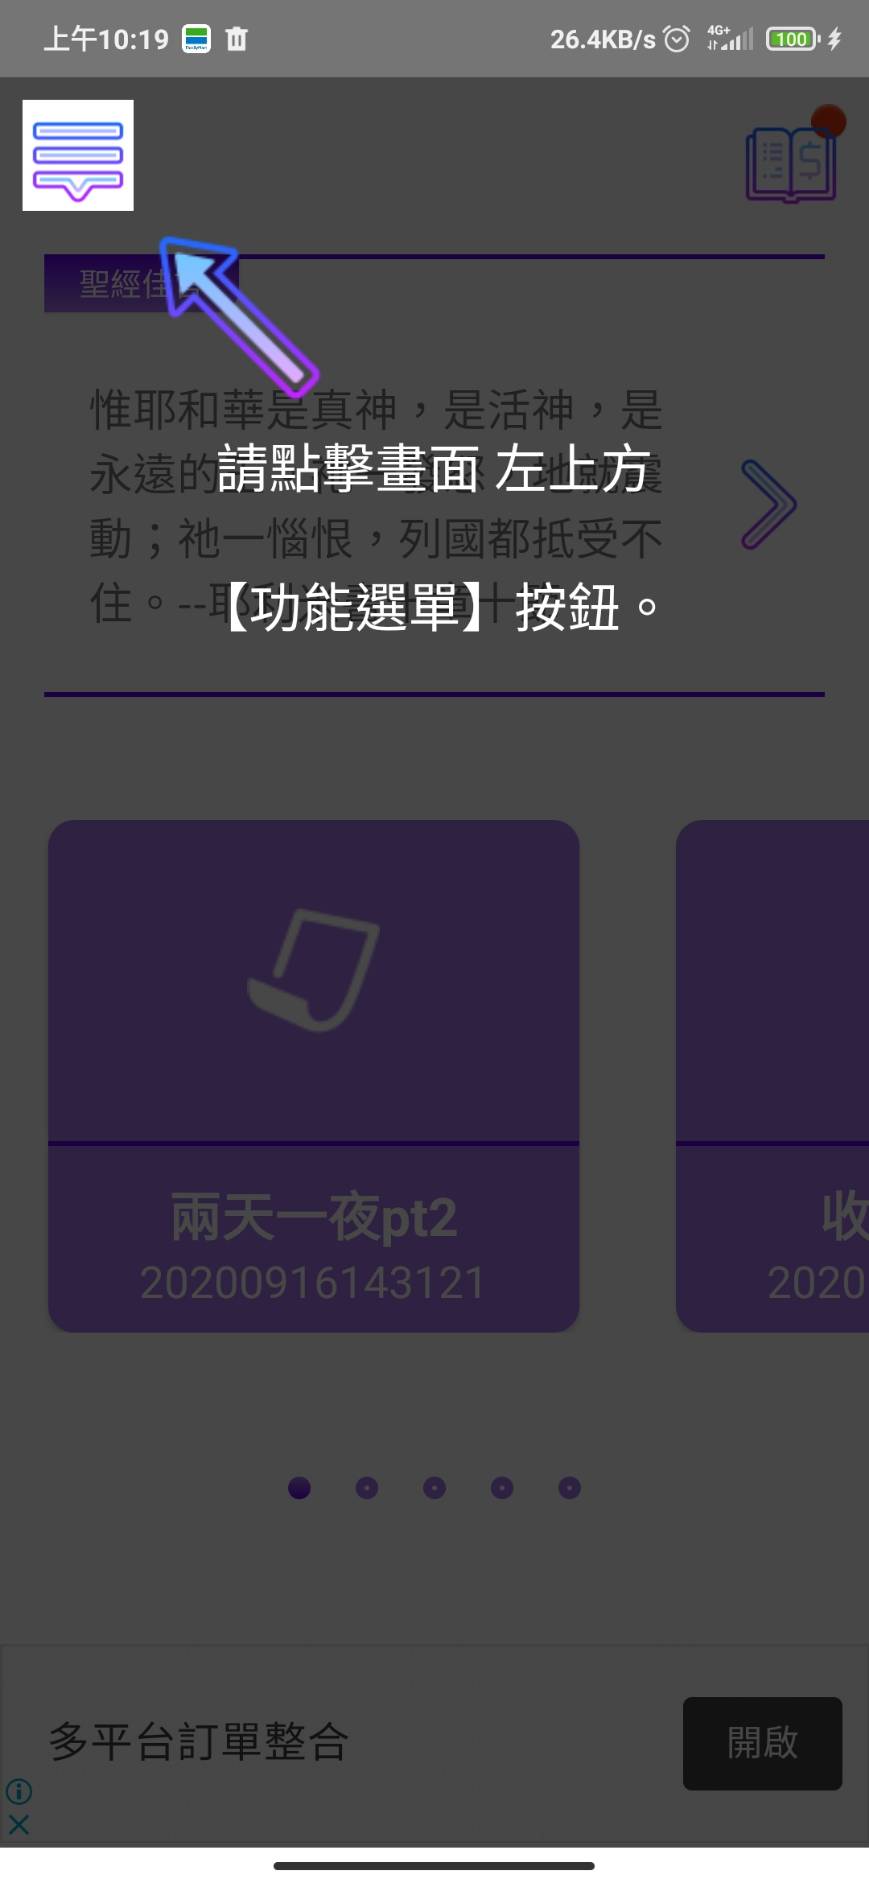 上午10:19
26.4KB/s
4G+
100
聖經佳
惟耶和華是真神，是活神，是
永遠的
動；祂一惱恨，列國都抵受不
住。--耶
請點擊畫面 左上方
【功能選單】按鈕。
兩天一夜pt2
20200916143121
收
2020
多平台訂單整合
開啟